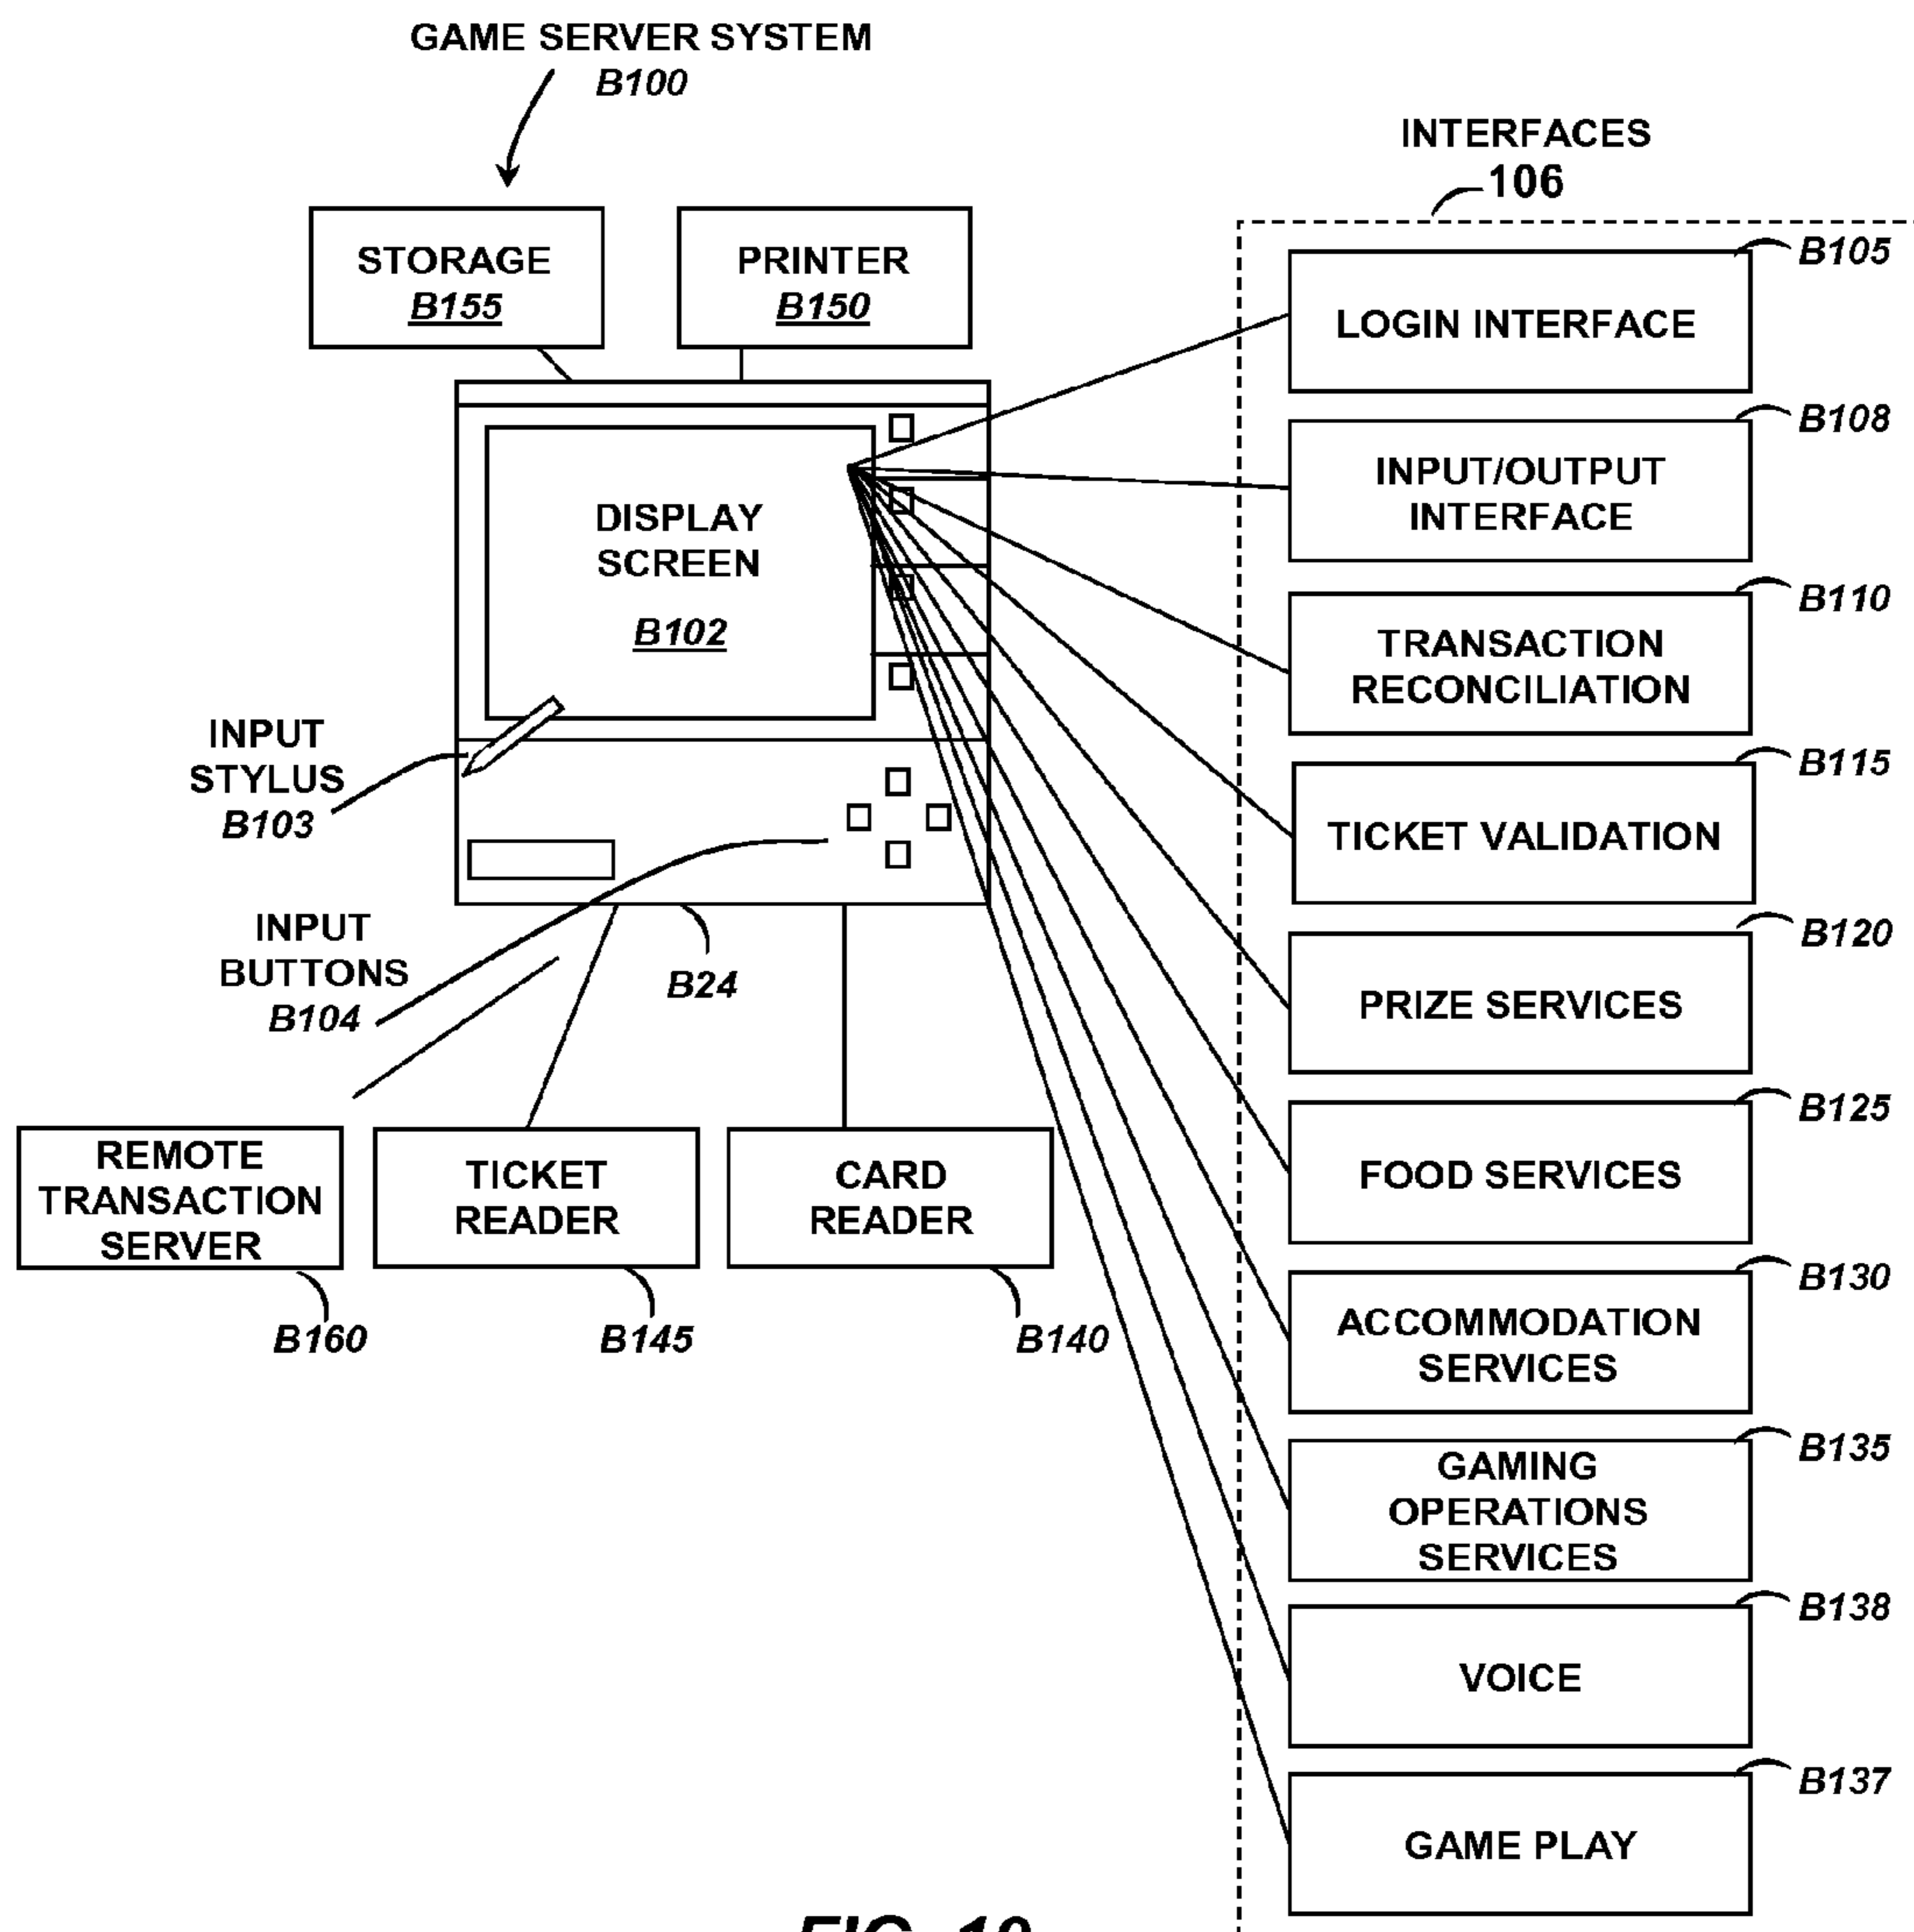 GAME SERVER SYSTEM
B100
INTERFACES
106
STORAGE
B155
PRINTER
B150
DISPLAY
SCREEN
B102
INPUT
STYLUS
B103
INPUT
BUTTONS
B104
B24
REMOTE
TRANSACTION
SERVER
B160
TICKET
READER
B145
CARD
READER
B140
B105
LOGIN INTERFACE
B108
INPUT/OUTPUT
INTERFACE
B110
TRANSACTION
RECONCILIATION
B115
TICKET VALIDATION
B120
PRIZE SERVICES
B125
FOOD SERVICES
B130
ACCOMMODATION
SERVICES
B135
GAMING
OPERATIONS
SERVICES
B138
VOICE
B137
GAME PLAY